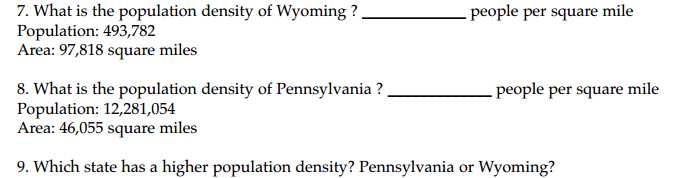 7. What is the population density of Wyoming ? ____________ people per square mile
Population: 493,782
Area: 97,818 square miles
8. What is the population density of Pennsylvania ? ____________ people per square mile
Population: 12,281,054
Area: 46,055 square miles
9. Which state has a higher population density? Pennsylvania or Wyoming?